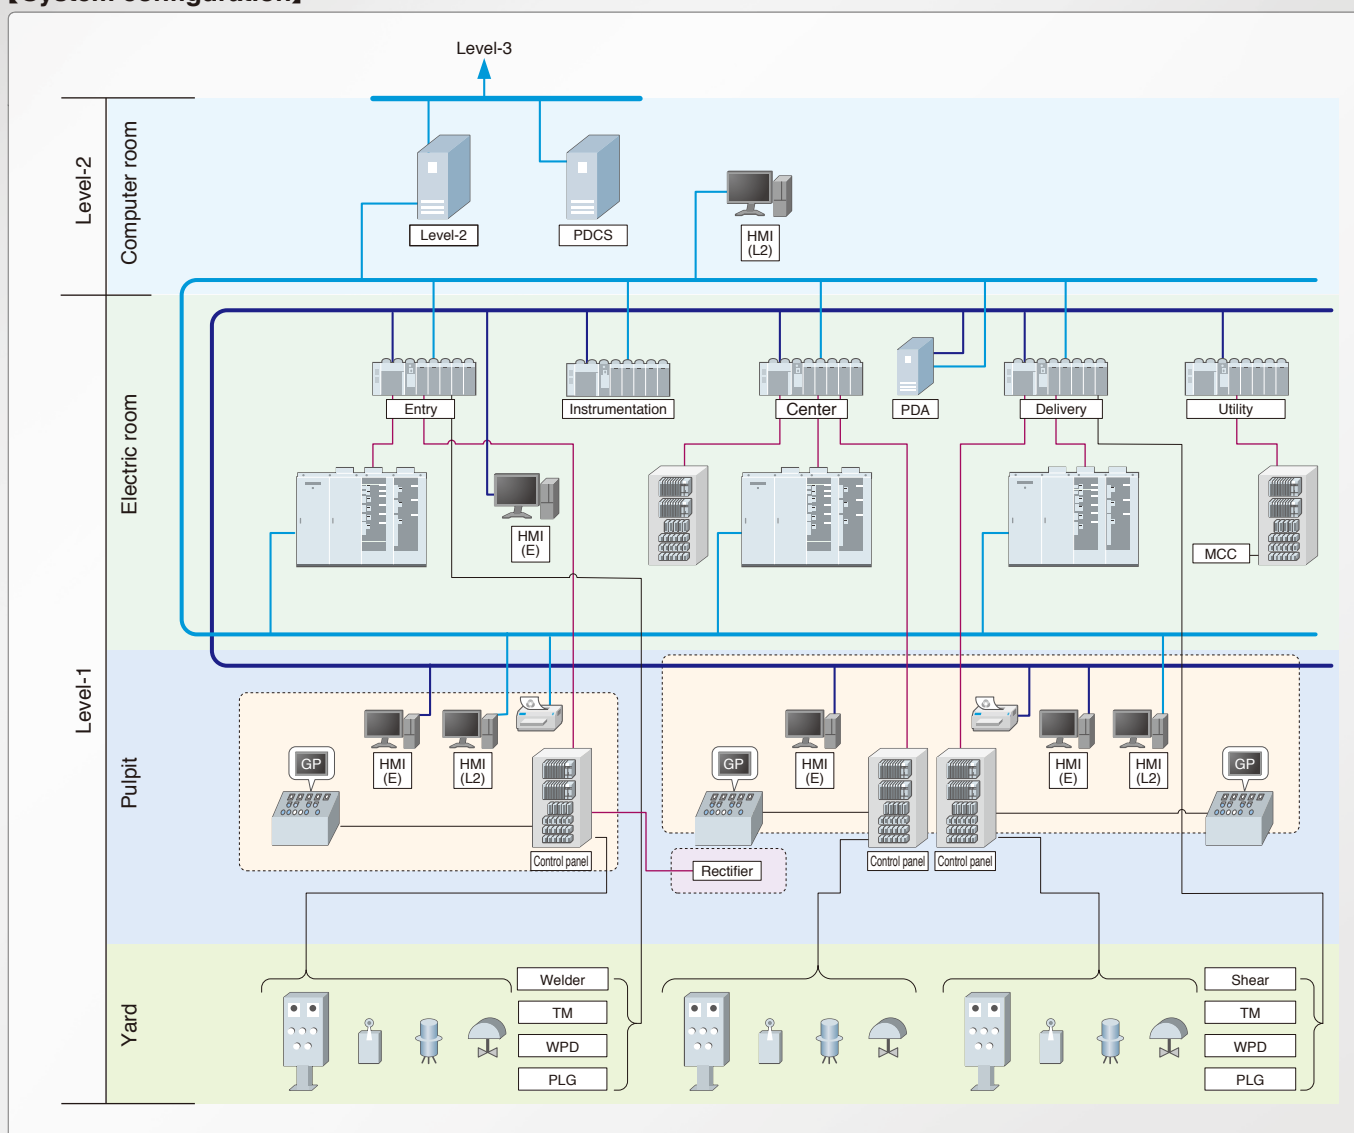 【System configuration】
Level-3
Level-2
Computer room
Level-2
PDCS
HMI
(L2)
Electric room
Entry
Instrumentation
Center
PDA
Delivery
Utility
HMI
(E)
MCC
Level-1
Pulpit
GP
HMI
(E)
HMI
(L2)
Control panel
Rectifier
GP
HMI
(E)
Control panel
Control panel
HMI
(E)
HMI
(L2)
GP
Yard
Welder
TM
WPD
PLG
Shear
TM
WPD
PLG